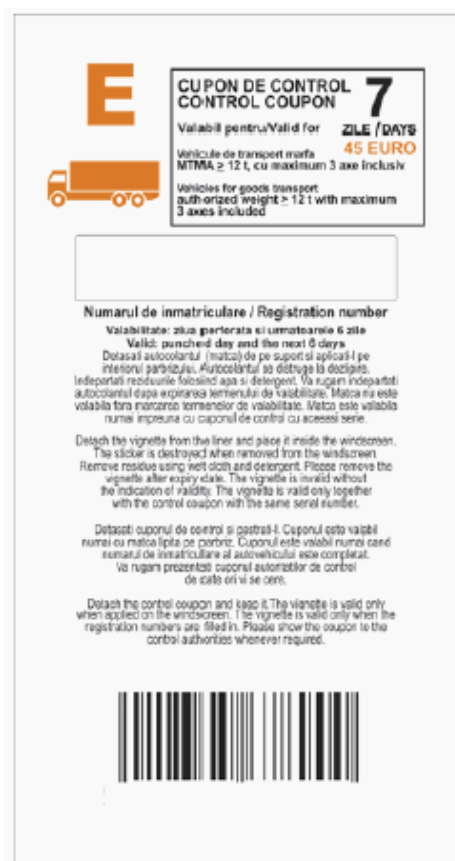 E
CUPON DE CONTROL
CONTROL COUPON
7
Valabil pentru/Valid for
ZILE / DAYS
45 EURO
Vehicule de transport marfa
MTMA ≥ 12 t, cu maximum 3 axe inclusiv
Vehicles for goods transport
authorized weight ≥ 12 t with maximum
3 axes included
Numarul de inmatriculare / Registration number
Valabilitate: ziua perforata si urmatoarele 6 zile
Valid: punched day and the next 6 days
Detasati autocolantul (matca) de pe suport si aplicati-l pe
interiorul parbrizului. Autocolantul se distruge la dezlipire.
Indepartati reziduurile folosind apa si detergent. Va rugam indepartati
autocolantul dupa expirarea termenului de valabilitate. Matca nu este
valabila fara marcarea termenelor de valabilitate. Matca este valabila
numai impreuna cu cuponul de control cu aceeasi serie.
Detach the vignette from the liner and place it inside the windscreen.
The sticker is destroyed when removed from the windscreen.
Remove residue using wet cloth and detergent. Please remove the
vignette after expiry date. The vignette is invalid without
the indication of validity. The vignette is valid only together
with the control coupon with the same serial number.
Detasati cuponul de control si pastrati-l. Cuponul este valabil
numai cu matca lipita pe parbriz. Cuponul este valabil numai cand
numarul de inmatriculare al autovehicului este completat.
Va rugam prezentati cuponul autoritatilor de control
de cate ori vi se cere.
Detach the control coupon and keep it. The vignette is valid only
when applied on the windscreen. The vignette is valid only when the
registration numbers are filled in. Please show the coupon to the
control authorities whenever required.